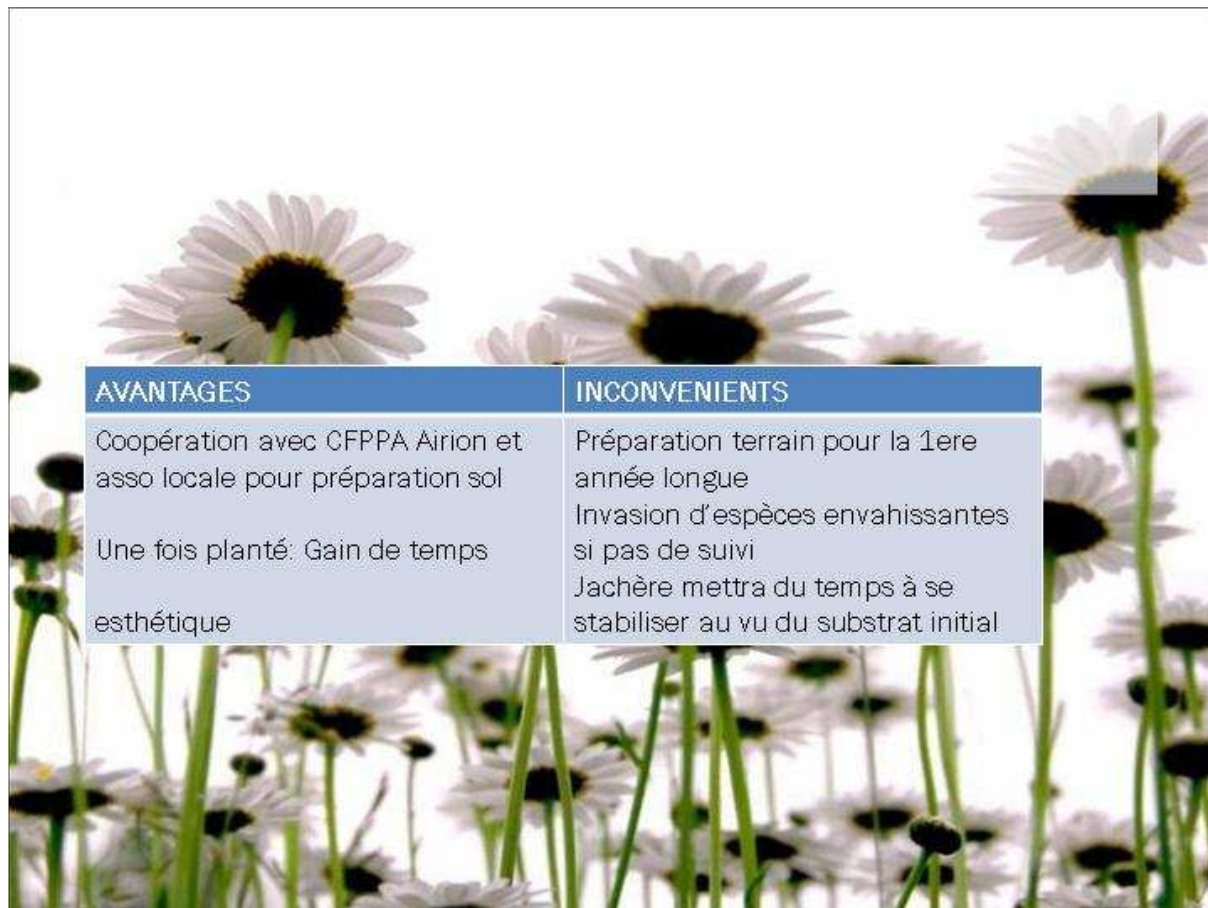 AVANTAGES
INCONVENIENTS
Coopération avec CFPPA Airion et
asso locale pour préparation sol
Une fois planté: Gain de temps
esthétique
Préparation terrain pour la 1ere
année longue
Invasion d'espèces envahissantes
si pas de suivi
Jachère mettra du temps à se
stabiliser au vu du substrat initial